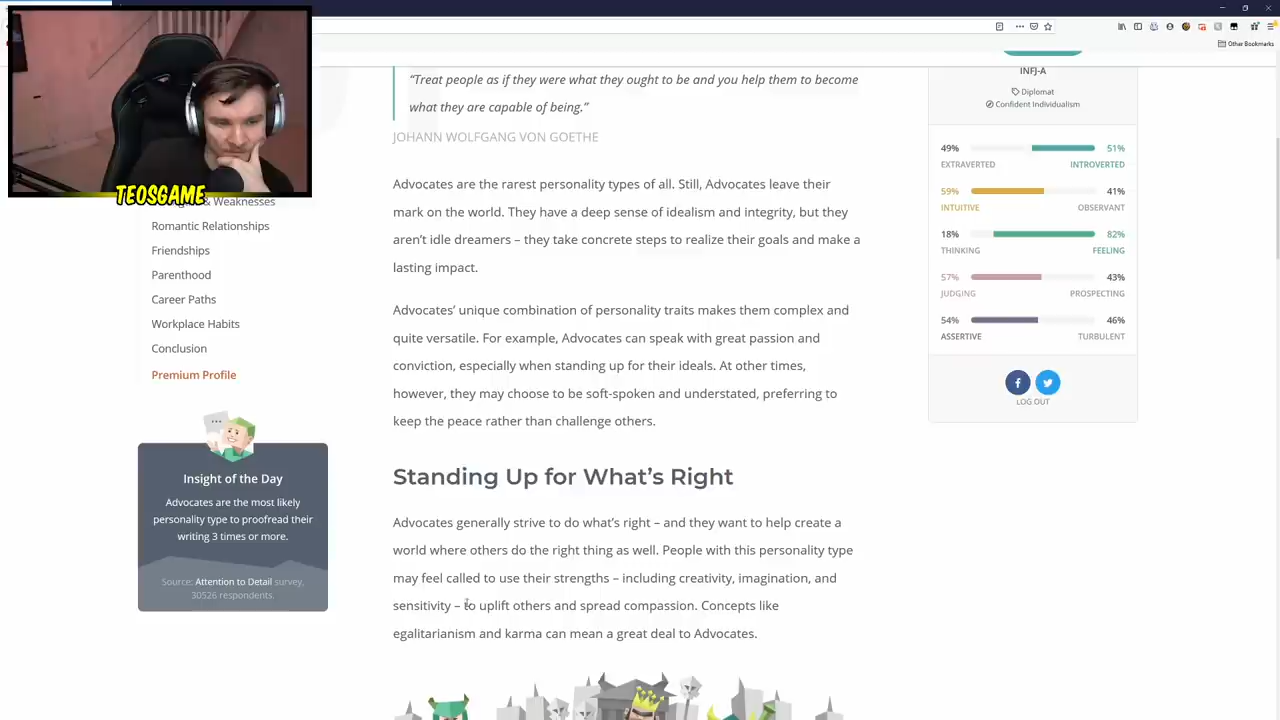 Other Bookmarks
TEOSGAME
& Weaknesses
Romantic Relationships
Friendships
Parenthood
Career Paths
Workplace Habits
Conclusion
Premium Profile
Insight of the Day
Advocates are the most likely
personality type to proofread their
writing 3 times or more.
Source: Attention to Detail survey,
30526 respondents.
“Treat people as if they were what they ought to be and you help them to become
what they are capable of being.”
JOHANN WOLFGANG VON GOETHE
Advocates are the rarest personality types of all. Still, Advocates leave their
mark on the world. They have a deep sense of idealism and integrity, but they
aren’t idle dreamers – they take concrete steps to realize their goals and make a
lasting impact.
Advocates’ unique combination of personality traits makes them complex and
quite versatile. For example, Advocates can speak with great passion and
conviction, especially when standing up for their ideals. At other times,
however, they may choose to be soft-spoken and understated, preferring to
keep the peace rather than challenge others.
Standing Up for What’s Right
Advocates generally strive to do what’s right – and they want to help create a
world where others do the right thing as well. People with this personality type
may feel called to use their strengths – including creativity, imagination, and
sensitivity – to uplift others and spread compassion. Concepts like
egalitarianism and karma can mean a great deal to Advocates.
INFJ-A
Diplomat
Confident Individualism
49% 51%
EXTRAVERTED INTROVERTED
59% 41%
INTUITIVE OBSERVANT
18% 82%
THINKING FEELING
57% 43%
JUDGING PROSPECTING
54% 46%
ASSERTIVE TURBULENT
LOG OUT